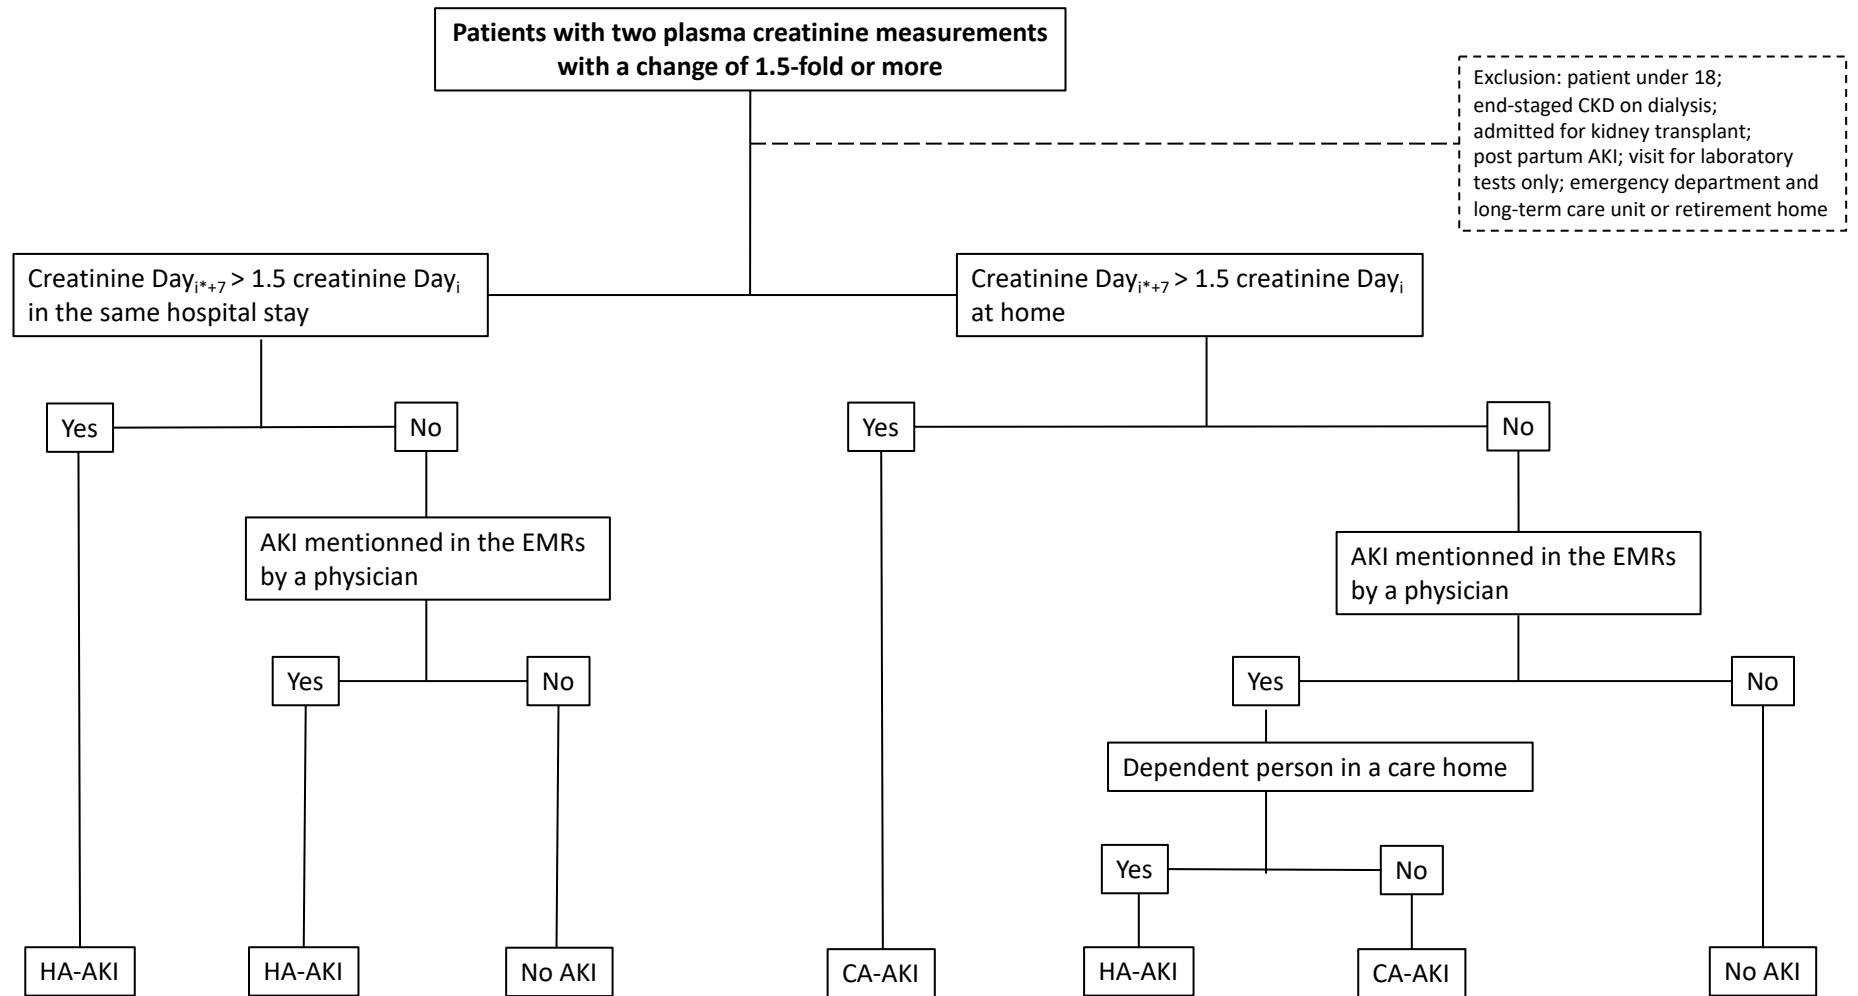 Patients with two plasma creatinine measurements
with a change of 1.5-fold or more
Exclusion: patient under 18;
end-staged CKD on dialysis;
admitted for kidney transplant;
post partum AKI; visit for laboratory
tests only; emergency department and
long-term care unit or retirement home
Creatinine Day i*+7 > 1.5 creatinine Day i
in the same hospital stay
Creatinine Day i*+7 > 1.5 creatinine Day i
at home
Yes
No
Yes
No
AKI mentionned in the EMRs
by a physician
AKI mentionned in the EMRs
by a physician
Yes
No
Yes
No
Dependent person in a care home
Yes
No
HA-AKI
HA-AKI
No AKI
CA-AKI
HA-AKI
CA-AKI
No AKI